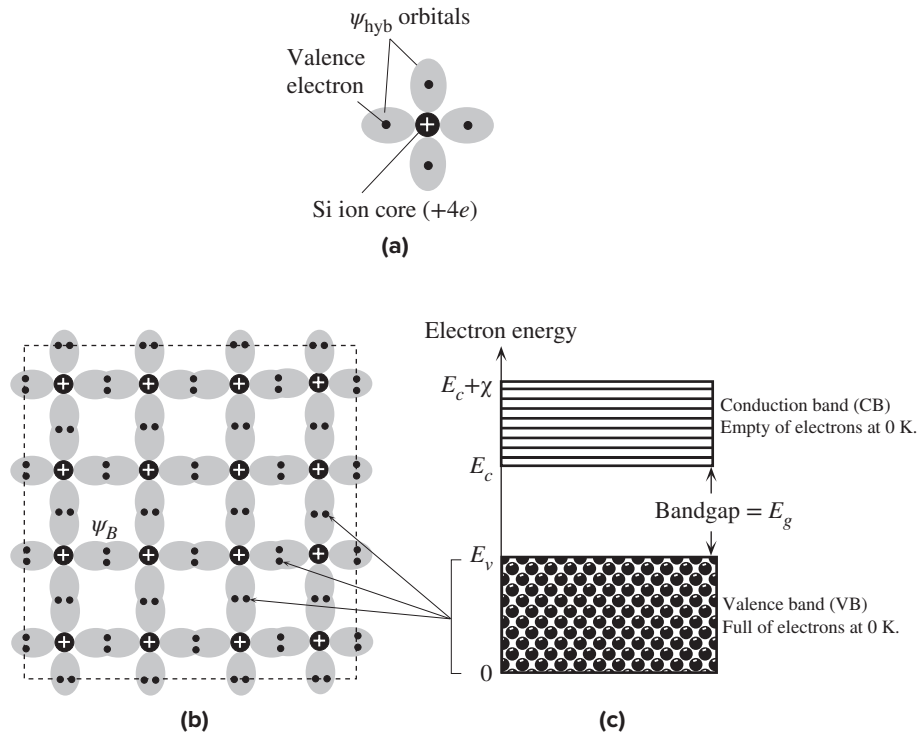 ψhyb orbitals
Valence
electron
Si ion core (+4e)
(a)
ψB
(b)
Electron energy
Ec+χ
Conduction band (CB)
Empty of electrons at 0 K.
Ec
Bandgap = Eg
Ev
Valence band (VB)
Full of electrons at 0 K.
0
(c)